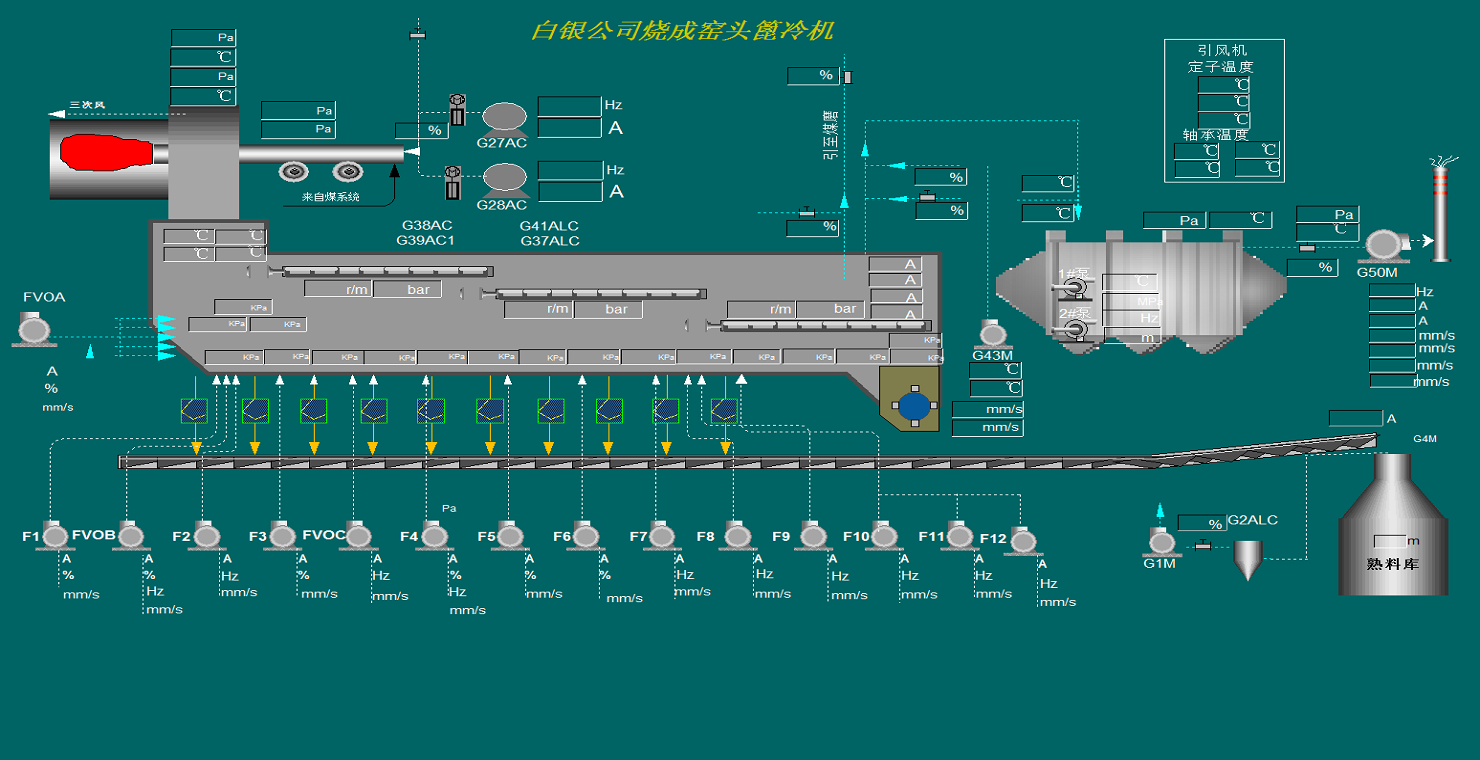 白银公司烧成窑头篦冷机
Pa
℃
Pa
℃
三次风
Pa
Pa
%
Hz
A
G27AC
Hz
A
G28AC
来自煤系统
G38AC
G39AC1
G41ALC
G37ALC
%
引至煤磨
%
%
%
℃
℃
引风机
定子温度
℃
℃
℃
轴承温度
℃ ℃
℃ ℃
Pa ℃
Pa
℃
%
G50M
Hz
A
A
mm/s
mm/s
mm/s
mm/s
℃ ℃
℃ ℃
r/m bar
r/m bar
r/m bar
A
A
A
A
KPa
KPa KPa
KPa
KPa KPa KPa KPa KPa KPa KPa KPa KPa KPa KPa KPa KPa
FVOA
A
%
mm/s
1#泵
2#泵
℃
MPa
Hz
m
G43M
℃
℃
mm/s
mm/s
A
G4M
Pa
F1 FVOB F2 F3 FVOC F4 F5 F6 F7 F8 F9 F10 F11 F12
A
%
mm/s
A
%
Hz
mm/s
A
Hz
mm/s
A
%
mm/s
A
Hz
mm/s
A
%
Hz
mm/s
A
%
mm/s
A
%
mm/s
A
Hz
mm/s
A
Hz
mm/s
A
Hz
mm/s
A
Hz
mm/s
A
Hz
mm/s
A
Hz
mm/s
% G2ALC
G1M
m
熟料库